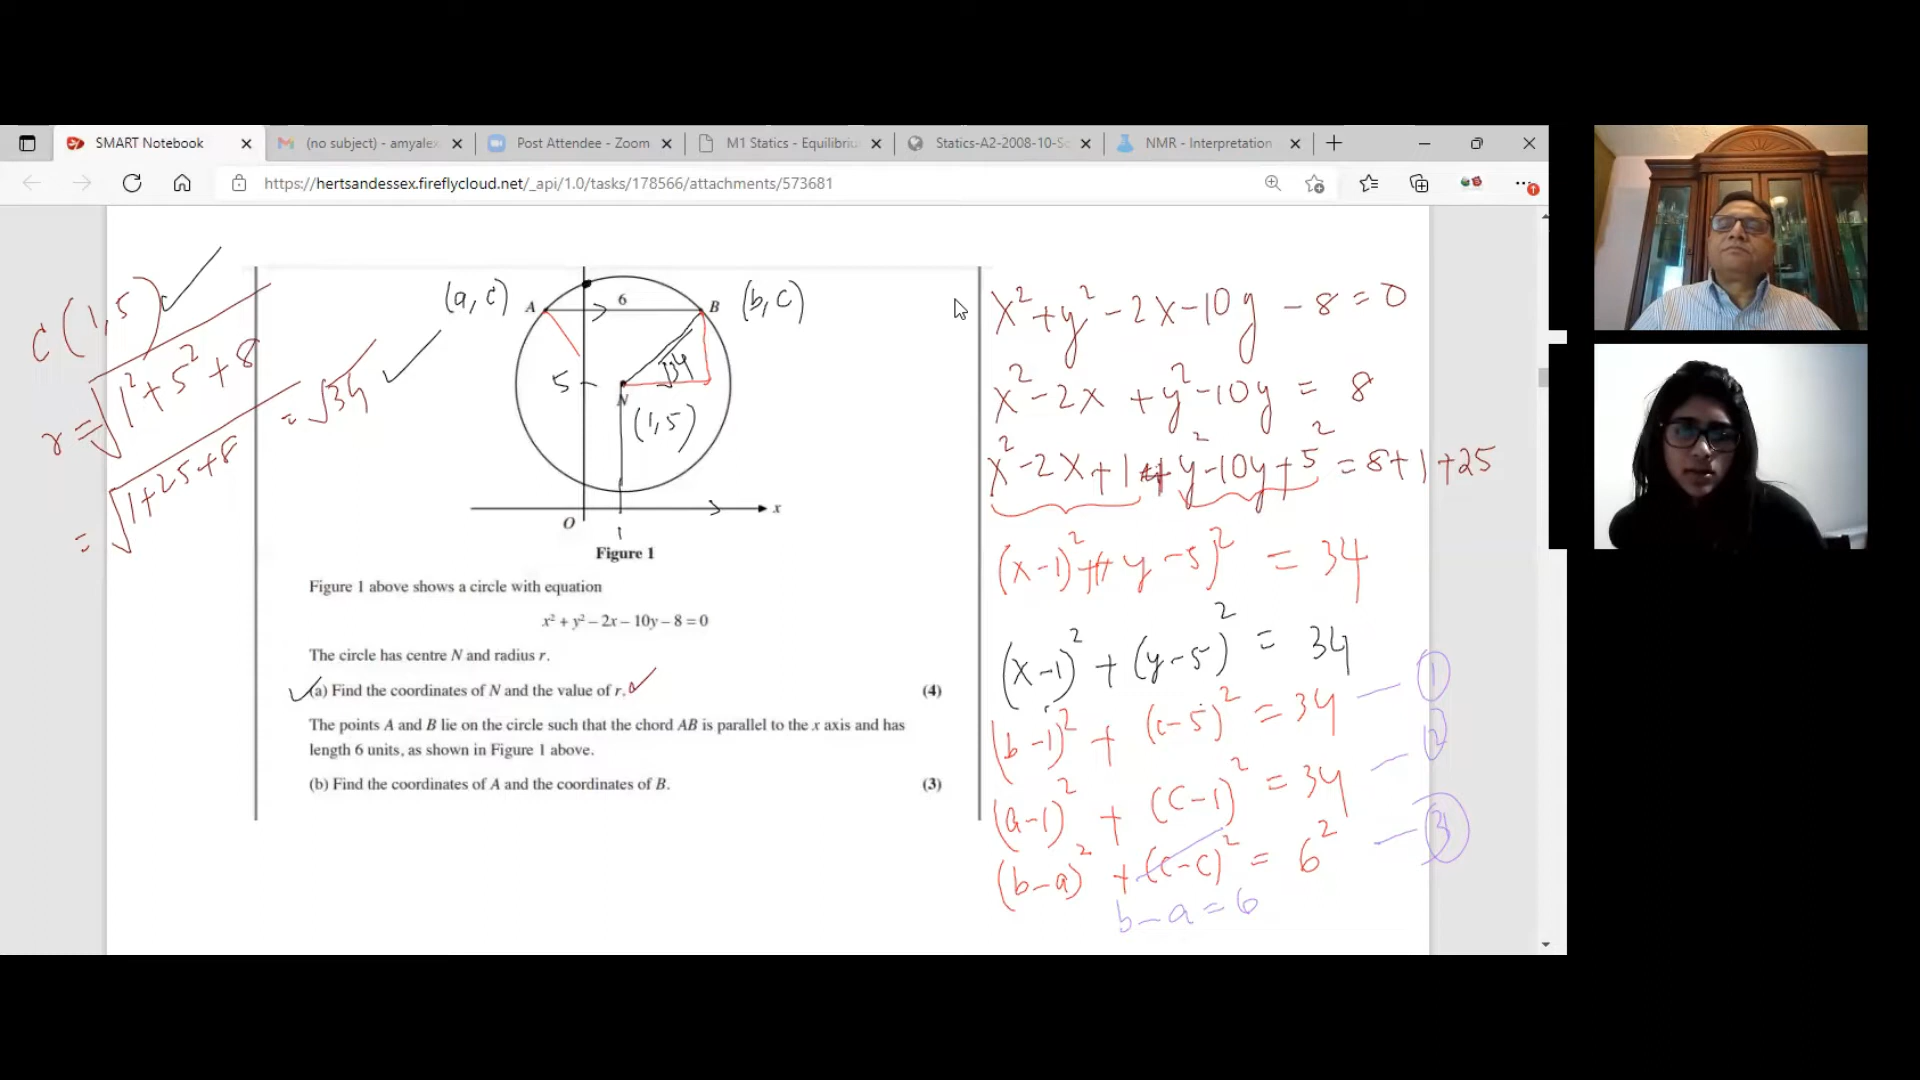 SMART Notebook
(no subject) - amyalex
Post Attendee - Zoom
M1 Statics - Equilibriu
Statics-A2-2008-10-Sc
NMR - Interpretation
https://hertsandessex.fireflycloud.net/_api/1.0/tasks/178566/attachments/573681
C (1,5)
r = √1² + 5² + 8
= √1+25+8
= √34
(a, c) A 6 B (b, c)
√34
5
N
(1,5)
O x
1
Figure 1
Figure 1 above shows a circle with equation
x² + y² – 2x – 10y – 8 = 0
The circle has centre N and radius r.
(a) Find the coordinates of N and the value of r. (4)
The points A and B lie on the circle such that the chord AB is parallel to the x axis and has
length 6 units, as shown in Figure 1 above.
(b) Find the coordinates of A and the coordinates of B. (3)
x² + y² - 2x - 10y - 8 = 0
x² - 2x + y² - 10y = 8
x² - 2x + 1 + y² - 10y + 5² = 8 + 1 + 25
(x - 1)² + (y - 5)² = 34
(x - 1)² + (y - 5)² = 34
(b - 1)² + (c - 5)² = 34 — 1
(a - 1)² + (c - 1)² = 34 — 2
(b - a)² + (c - c)² = 6² — 3
b - a = 6